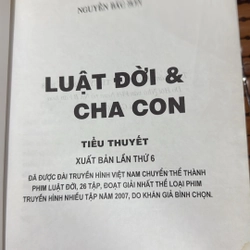 NGUYỄN BẮC SƠN
LUẬT ĐỜI &
CHA CON
TIỂU THUYẾT
XUẤT BẢN LẦN THỨ 6
ĐÃ ĐƯỢC ĐÀI TRUYỀN HÌNH VIỆT NAM CHUYỂN THỂ THÀNH
PHIM LUẬT ĐỜI, 26 TẬP, ĐOẠT GIẢI NHẤT THỂ LOẠI PHIM
TRUYỀN HÌNH NHIỀU TẬP NĂM 2007, DO KHÁN GIẢ BÌNH CHỌN.